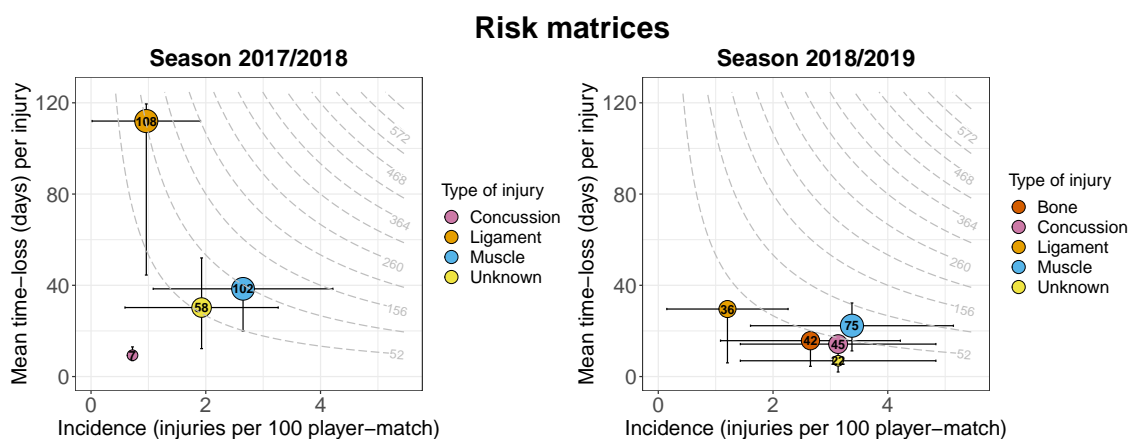 Risk matrices
Season 2017/2018
Mean time−loss (days) per injury
120
80
40
0
108
102
58
7
572
468
364
260
156
52
0 2 4
Incidence (injuries per 100 player−match)
Type of injury
Concussion
Ligament
Muscle
Unknown
Season 2018/2019
Mean time−loss (days) per injury
120
80
40
0
36
75
42
45
22
572
468
364
260
156
52
0 2 4
Incidence (injuries per 100 player−match)
Type of injury
Bone
Concussion
Ligament
Muscle
Unknown